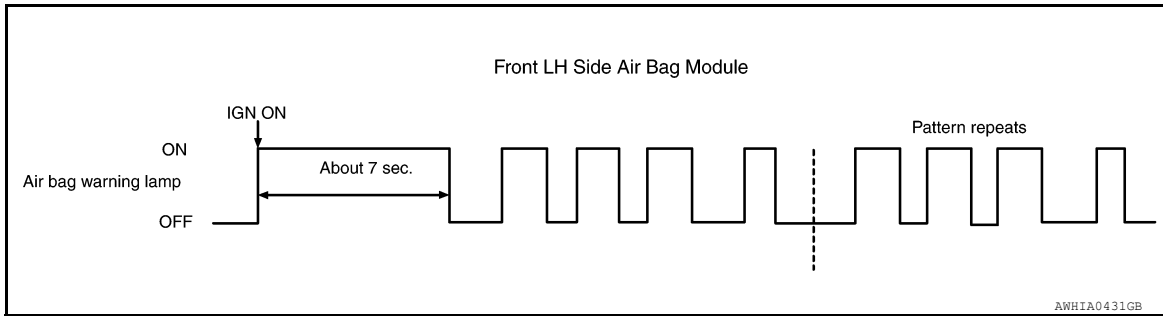 Front LH Side Air Bag Module
IGN ON
Pattern repeats
ON
About 7 sec.
Air bag warning lamp
OFF
AWHIA0431GB